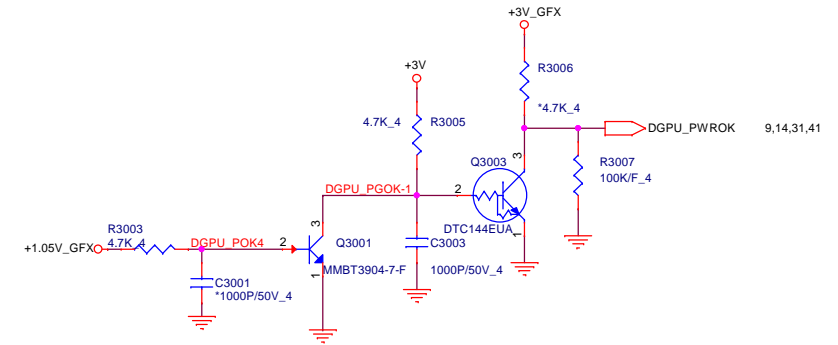 +3V_GFX
+3V
R3006
*4.7K_4
4.7K_4
R3005
DGPU_PWROK 9,14,31,41
3
Q3003
R3007
100K/F_4
DGPU_PGOK-1
2
3
DTC144EUA
1
R3003
4.7K_4
+1.05V_GFX
DGPU_POK4
2
Q3001
C3003
MMBT3904-7-F
1000P/50V_4
1
C3001
*1000P/50V_4